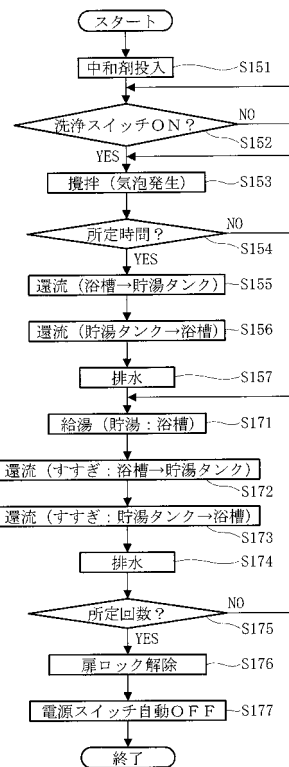 スタート
中和剤投入 S151
洗浄スイッチON? NO
S152
YES
攪拌(気泡発生) S153
所定時間? NO
S154
YES
還流(浴槽→貯湯タンク) S155
還流(貯湯タンク→浴槽) S156
排水 S157
給湯(貯湯:浴槽) S171
還流(すすぎ:浴槽→貯湯タンク)
S172
還流(すすぎ:貯湯タンク→浴槽)
S173
排水 S174
所定回数? NO
S175
YES
扉ロック解除 S176
電源スイッチ自動OFF S177
終了